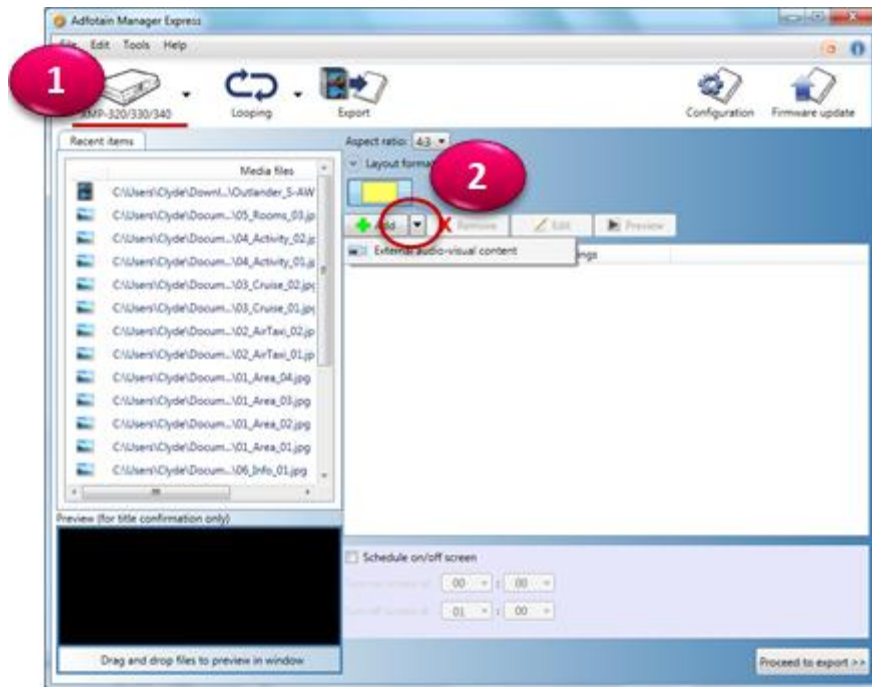 Adfotain Manager Express
File Edit Tools Help
1
XMP-320/330/340
Looping
Export
Configuration
Firmware update
Recent items
Media files
C:\Users\Clyde\Downl...\Outlander_S-AW
C:\Users\Clyde\Docum...\05_Rooms_03.jp
C:\Users\Clyde\Docum...\04_Activity_02.jp
C:\Users\Clyde\Docum...\04_Activity_01.jp
C:\Users\Clyde\Docum...\03_Cruise_02.jpg
C:\Users\Clyde\Docum...\03_Cruise_01.jpg
C:\Users\Clyde\Docum...\02_AirTaxi_02.jp
C:\Users\Clyde\Docum...\02_AirTaxi_01.jp
C:\Users\Clyde\Docum...\01_Area_04.jpg
C:\Users\Clyde\Docum...\01_Area_03.jpg
C:\Users\Clyde\Docum...\01_Area_02.jpg
C:\Users\Clyde\Docum...\01_Area_01.jpg
C:\Users\Clyde\Docum...\06_Info_01.jpg
Preview (for title confirmation only)
Drag and drop files to preview in window
Aspect ratio: 4:3
Layout forma
2
Add
Remove
Edit
Preview
External audio-visual content
ngs
Schedule on/off screen
00 : 00
01 : 00
Proceed to export >>